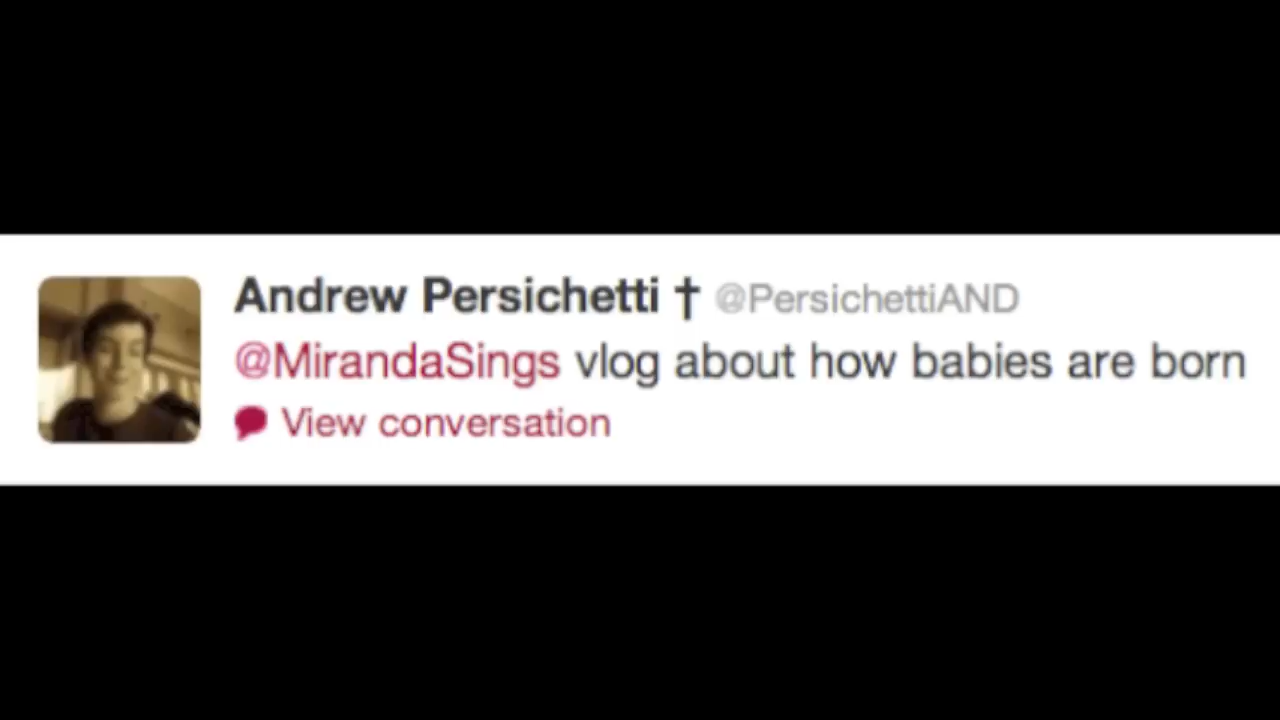 Andrew Persichetti † @PersichettiAND
@MirandaSings vlog about how babies are born
View conversation